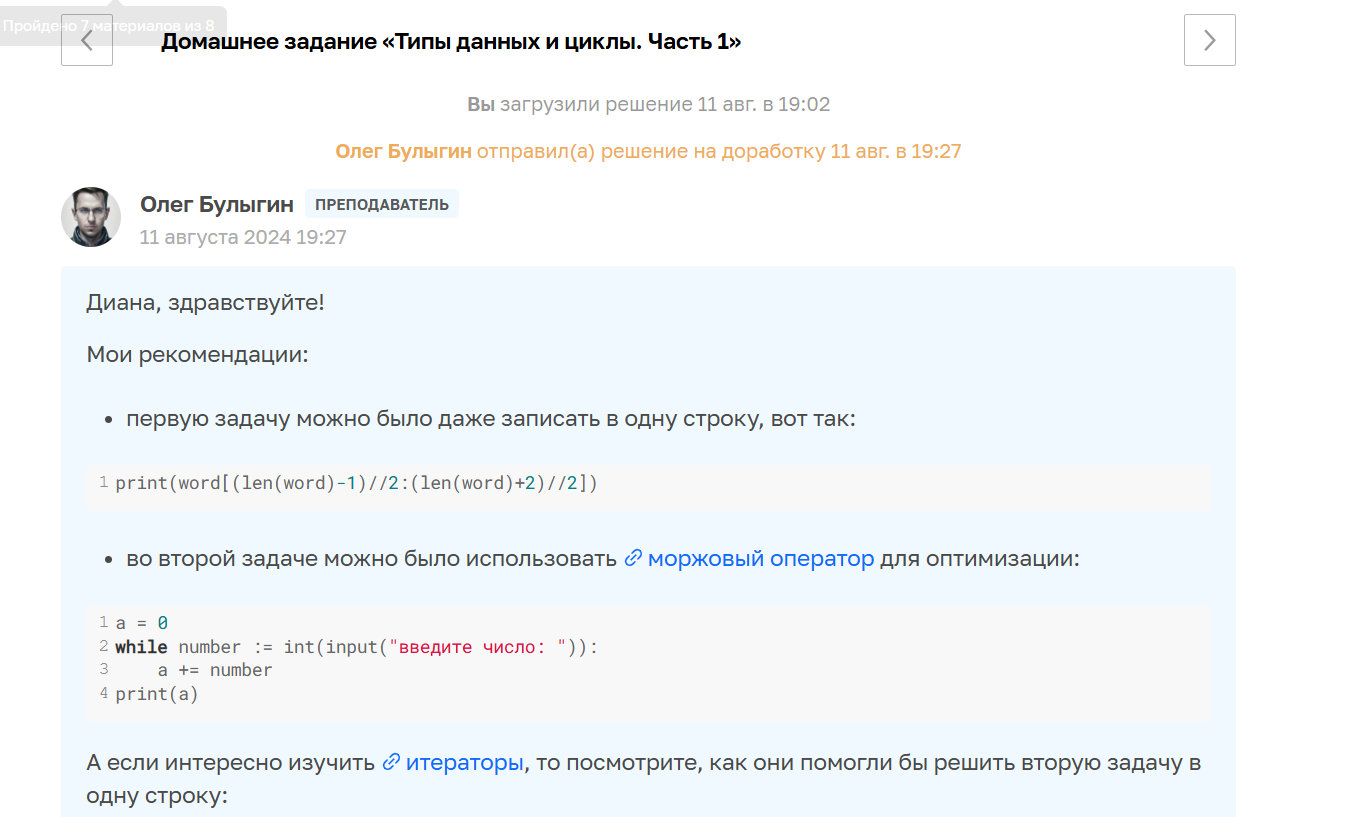 Пройдено 7 материалов из 8
Домашнее задание «Типы данных и циклы. Часть 1»
Вы загрузили решение 11 авг. в 19:02
Олег Булыгин отправил(а) решение на доработку 11 авг. в 19:27
Олег Булыгин ПРЕПОДАВАТЕЛЬ
11 августа 2024 19:27
Диана, здравствуйте!
Мои рекомендации:
• первую задачу можно было даже записать в одну строку, вот так:
1 print(word[(len(word)-1)//2:(len(word)+2)//2])
• во второй задаче можно было использовать моржовый оператор для оптимизации:
1 a = 0
2 while number := int(input("введите число: ")):
3     a += number
4 print(a)
А если интересно изучить итераторы, то посмотрите, как они помогли бы решить вторую задачу в
одну строку: